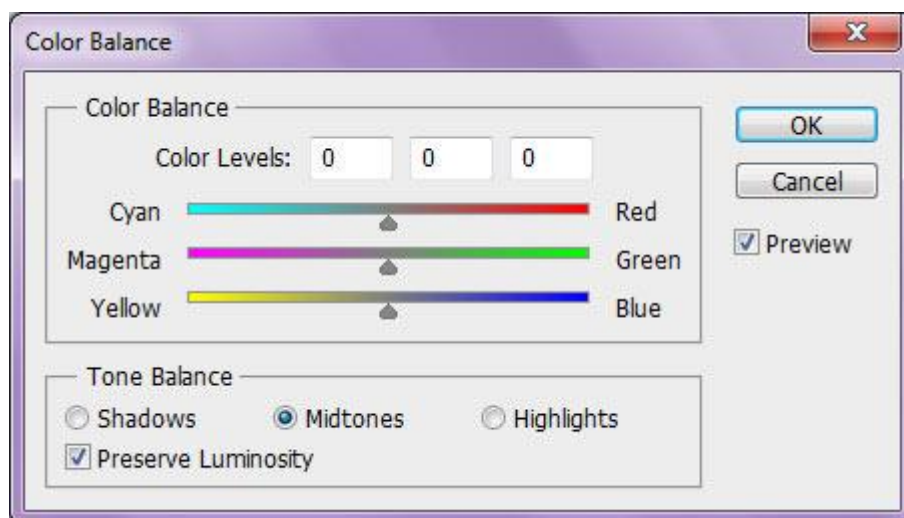 Color Balance
Color Balance
Color Levels: 0 0 0
Cyan Red
Magenta Green
Yellow Blue
Tone Balance
Shadows Midtones Highlights
Preserve Luminosity
OK
Cancel
Preview